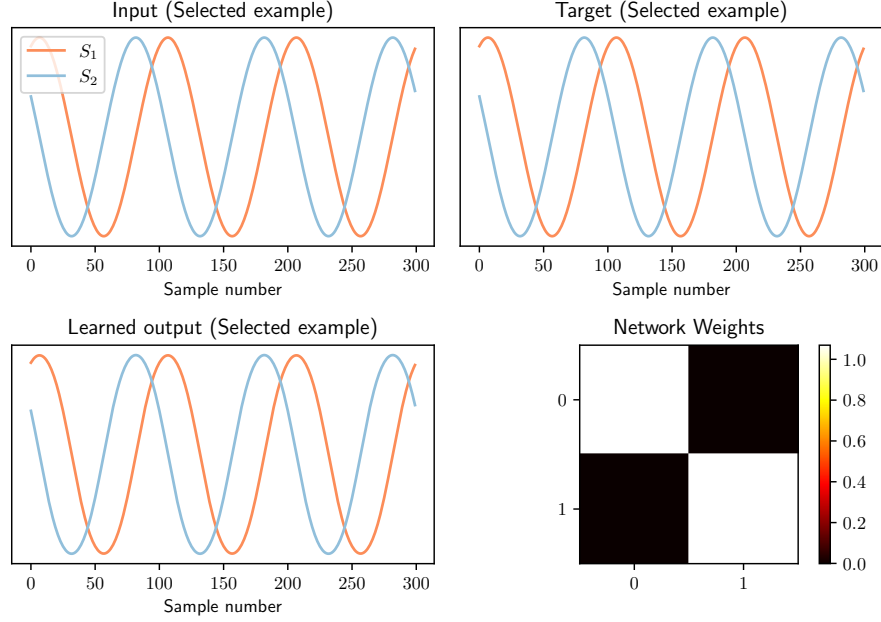 Input (Selected example)
S1
S2
0 50 100 150 200 250 300
Sample number
Target (Selected example)
0 50 100 150 200 250 300
Sample number
Learned output (Selected example)
0 50 100 150 200 250 300
Sample number
Network Weights
0
1
0 1
1.0
0.8
0.6
0.4
0.2
0.0